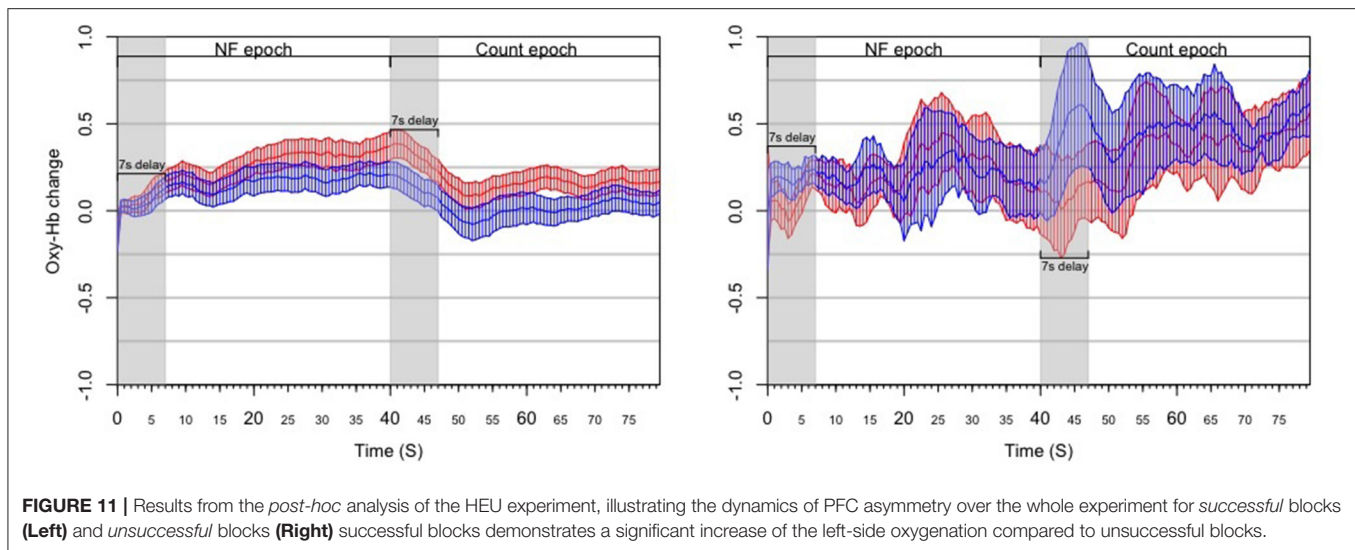 NF epoch
Count epoch
7s delay
7s delay
Oxy-Hb change
1.0
0.5
0.0
-0.5
-1.0
0 5 10 15 20 25 30 35 40 45 50 55 60 65 70 75
Time (S)
NF epoch
Count epoch
7s delay
7s delay
1.0
0.5
0.0
-0.5
-1.0
0 5 10 15 20 25 30 35 40 45 50 55 60 65 70 75
Time (S)
FIGURE 11 | Results from the post-hoc analysis of the HEU experiment, illustrating the dynamics of PFC asymmetry over the whole experiment for successful blocks
(Left) and unsuccessful blocks (Right) successful blocks demonstrates a significant increase of the left-side oxygenation compared to unsuccessful blocks.